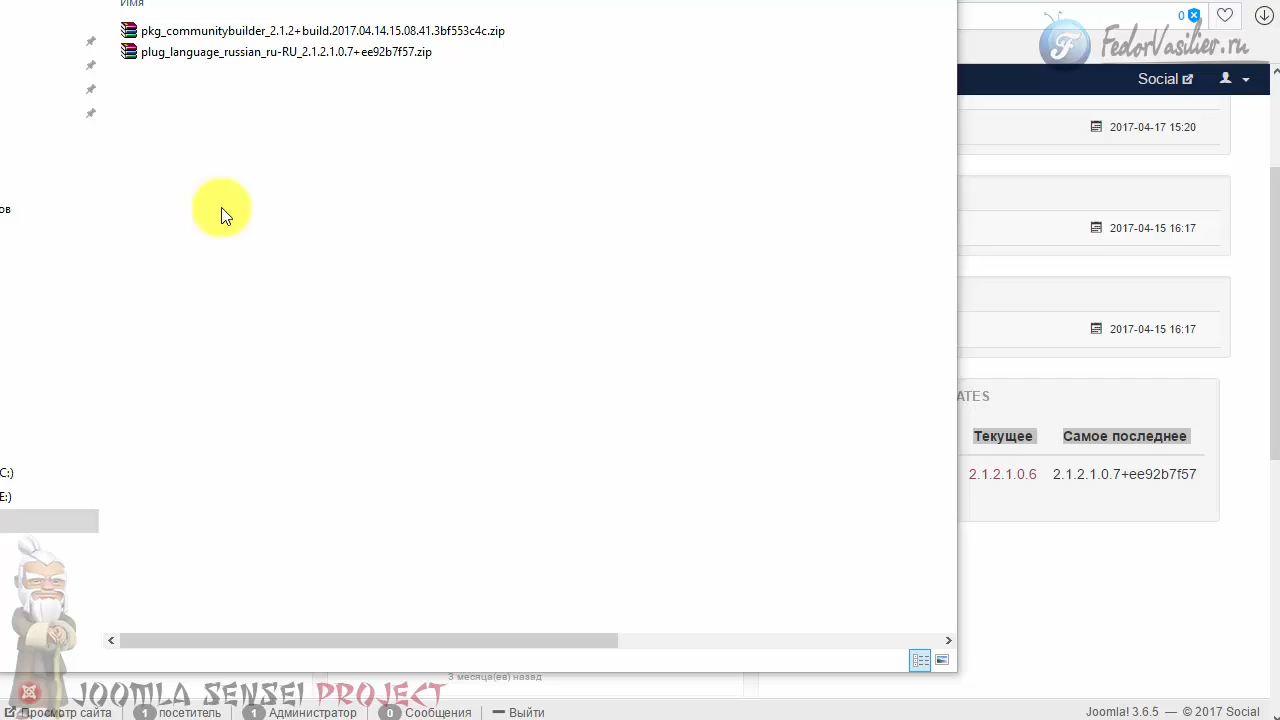 Имя
pkg_communitybuilder_2.1.2+build.2017.04.14.15.08.41.3bf553c4c.zip
plug_language_russian_ru-RU_2.1.2.1.0.7+ee92b7f57.zip
ов
C:)
E:)
0
FedorVasilier.ru
Social
2017-04-17 15:20
2017-04-15 16:17
2017-04-15 16:17
ATES
Текущее Самое последнее
2.1.2.1.0.6 2.1.2.1.0.7+ee92b7f57
3 месяца(ев) назад
JOOMLA SENSEI PROJECT
Просмотр сайта 1 посетитель 1 Администратор 0 Сообщения Выйти
Joomla! 3.6.5 — © 2017 Social